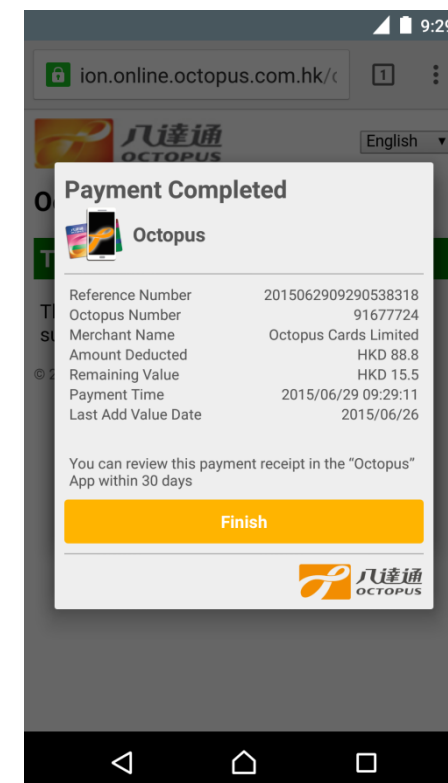 9:29
ion.online.octopus.com.hk/
1
八達通
OCTOPUS
English
Payment Completed
Octopus
Reference Number 2015062909290538318
Octopus Number 91677724
Merchant Name Octopus Cards Limited
Amount Deducted HKD 88.8
Remaining Value HKD 15.5
Payment Time 2015/06/29 09:29:11
Last Add Value Date 2015/06/26
You can review this payment receipt in the “Octopus”
App within 30 days
Finish
八達通
OCTOPUS